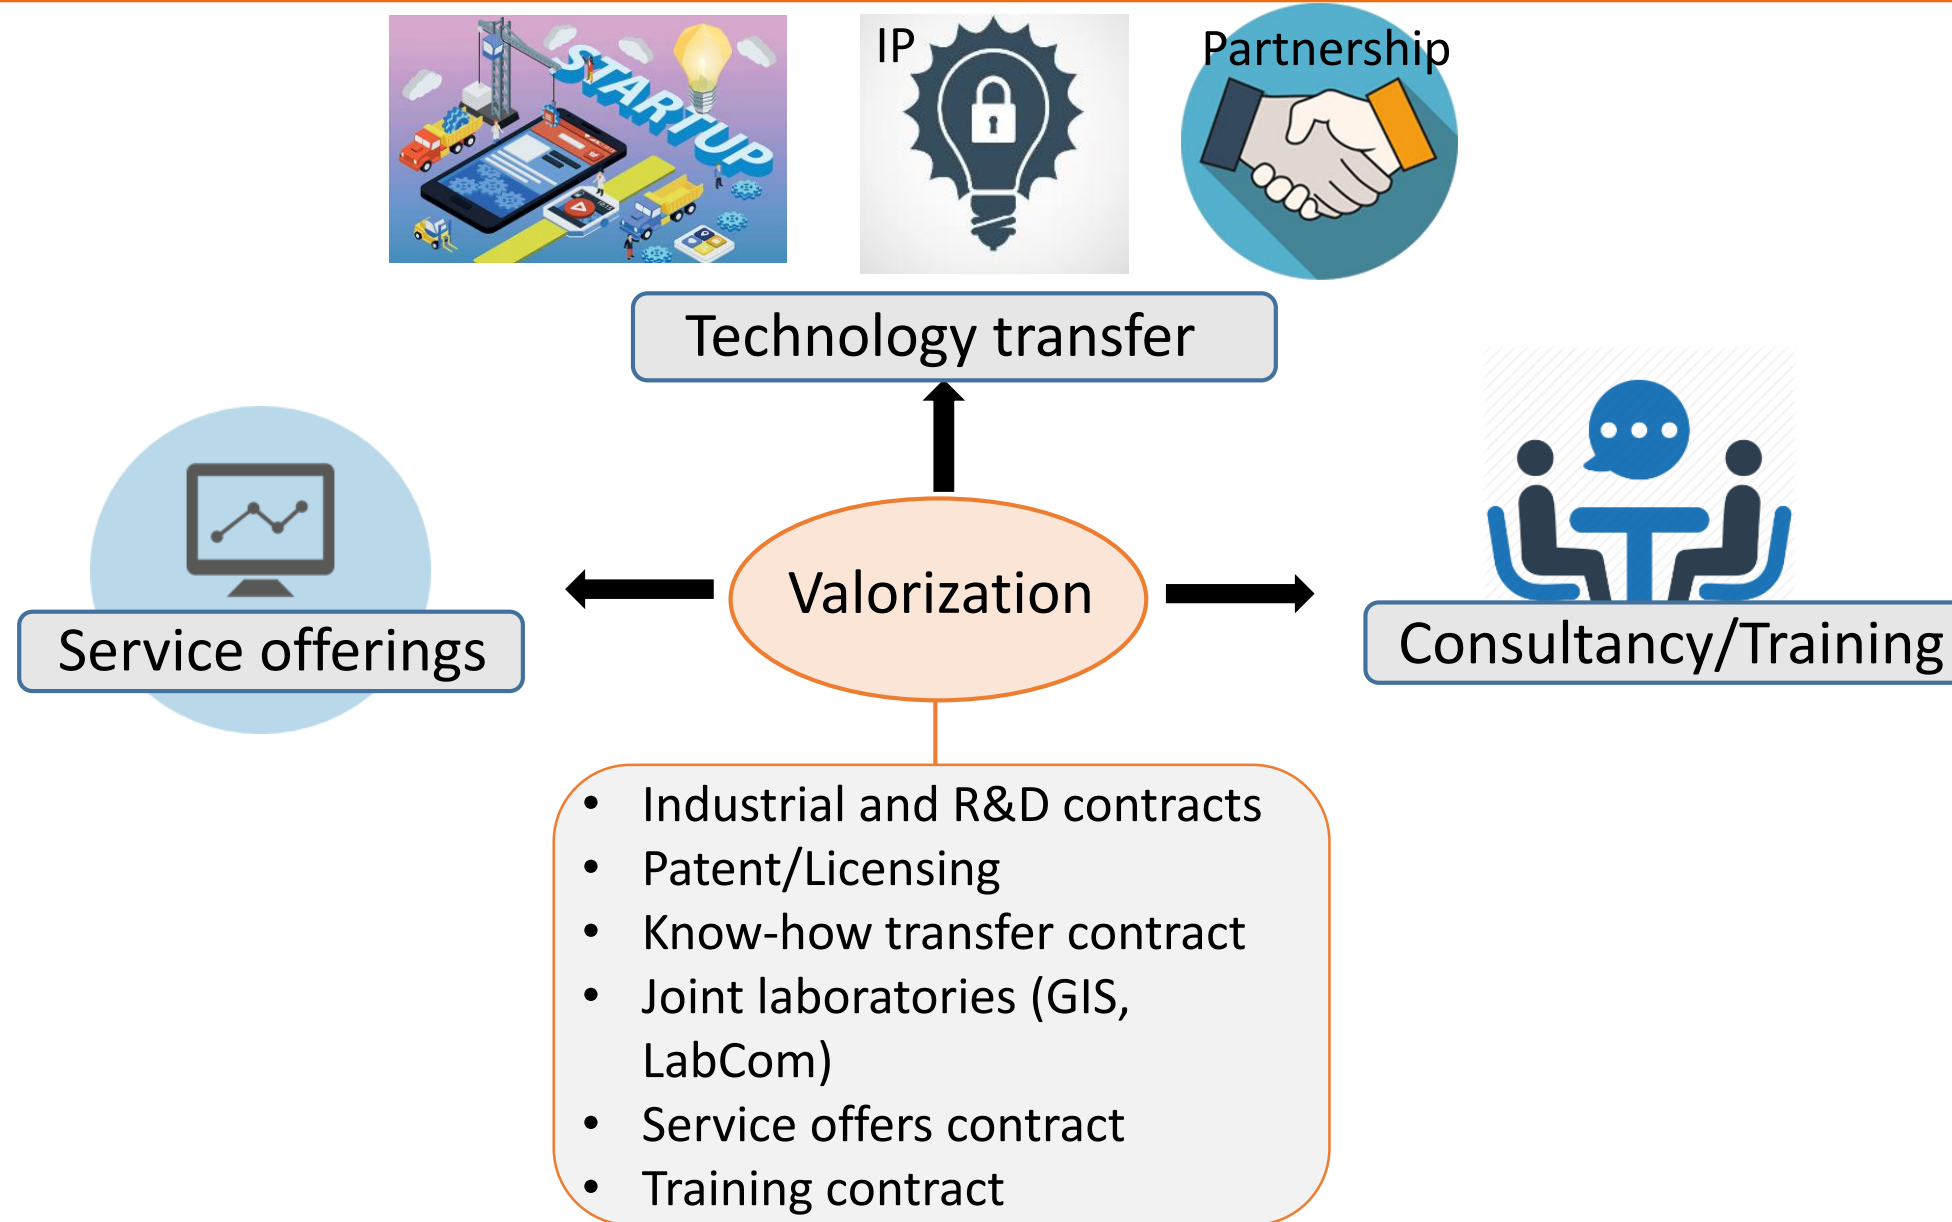 STARTUP
IP
Partnership
Technology transfer
Service offerings
Valorization
Consultancy/Training
• Industrial and R&D contracts
• Patent/Licensing
• Know-how transfer contract
• Joint laboratories (GIS,
LabCom)
• Service offers contract
• Training contract